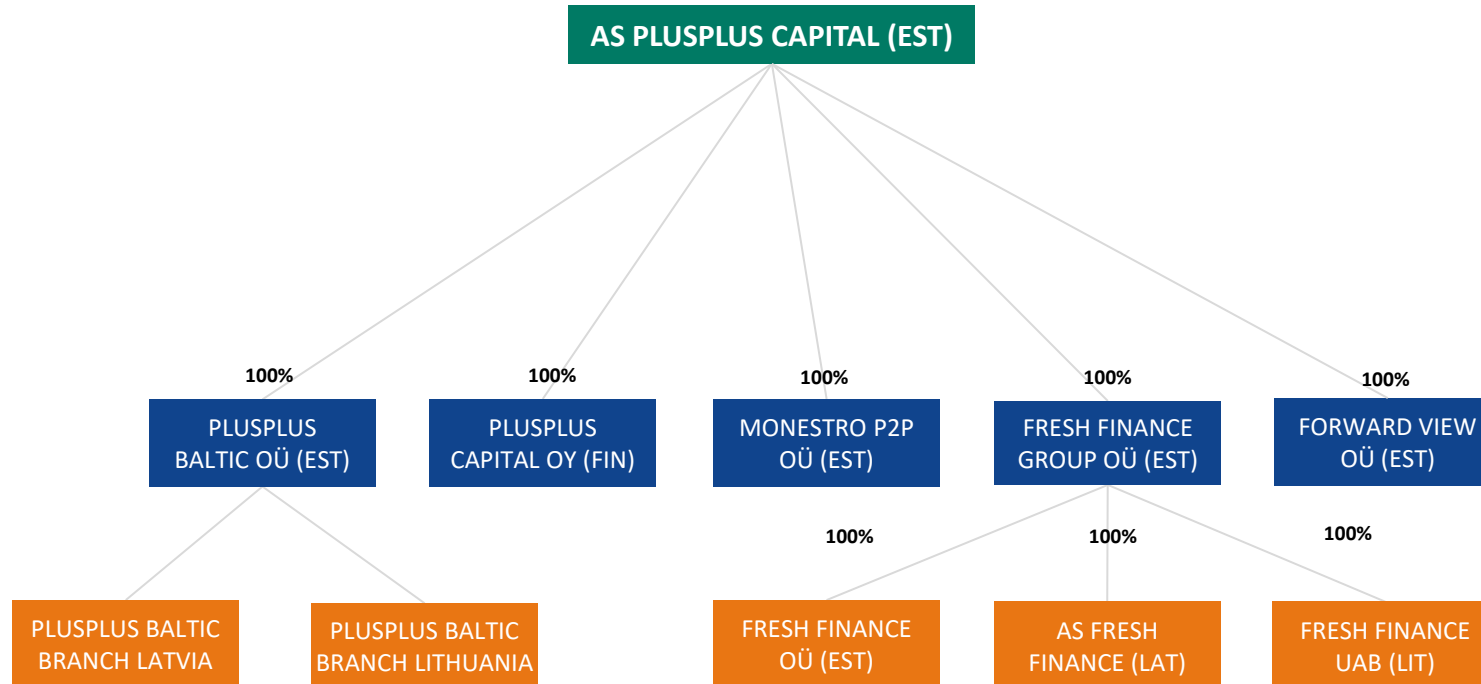 AS PLUSPLUS CAPITAL (EST)
100%
100%
100%
100%
100%
PLUSPLUS
BALTIC OÜ (EST)
PLUSPLUS
CAPITAL OY (FIN)
MONESTRO P2P
OÜ (EST)
FRESH FINANCE
GROUP OÜ (EST)
FORWARD VIEW
OÜ (EST)
100%
100%
100%
PLUSPLUS BALTIC
BRANCH LATVIA
PLUSPLUS BALTIC
BRANCH LITHUANIA
FRESH FINANCE
OÜ (EST)
AS FRESH
FINANCE (LAT)
FRESH FINANCE
UAB (LIT)